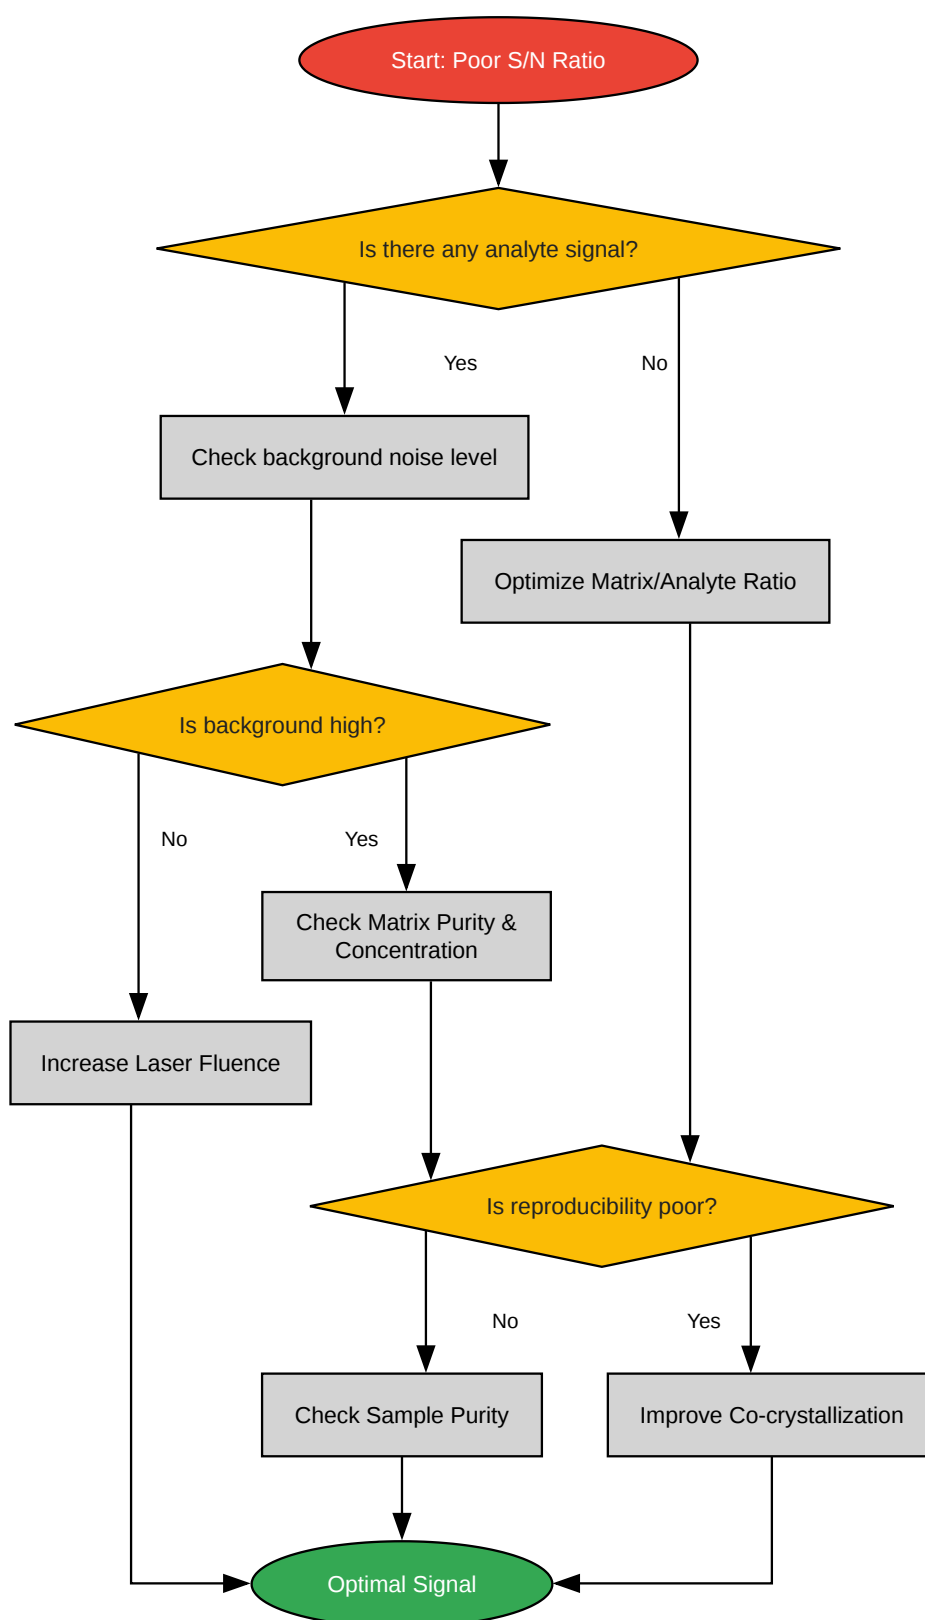 Start: Poor S/N Ratio
Is there any analyte signal?
Yes
No
Check background noise level
Optimize Matrix/Analyte Ratio
Is background high?
No
Yes
Check Matrix Purity &
Concentration
Increase Laser Fluence
Is reproducibility poor?
No
Yes
Check Sample Purity
Improve Co-crystallization
Optimal Signal